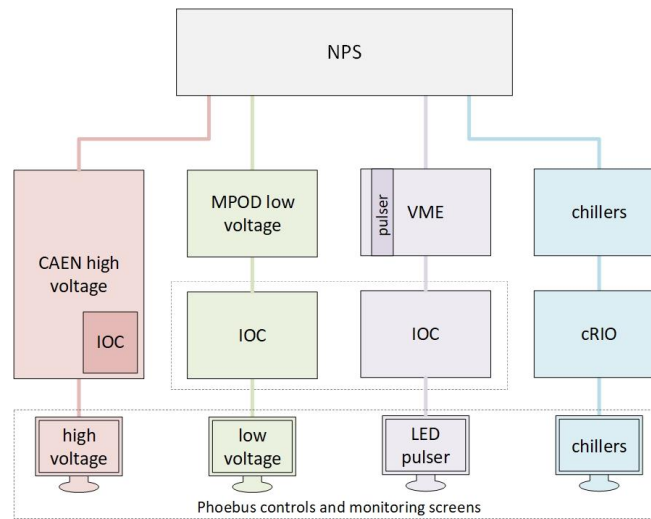 NPS
CAEN high
voltage
IOC
MPOD low
voltage
pulser
VME
chillers
IOC
IOC
cRIO
high
voltage
low
voltage
LED
pulser
chillers
Phoebus controls and monitoring screens